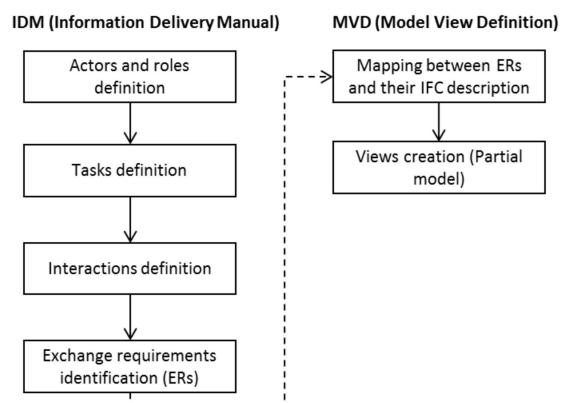 IDM (Information Delivery Manual)
Actors and roles
definition
Tasks definition
Interactions definition
Exchange requirements
identification (ERs)
MVD (Model View Definition)
Mapping between ERs
and their IFC description
Views creation (Partial
model)